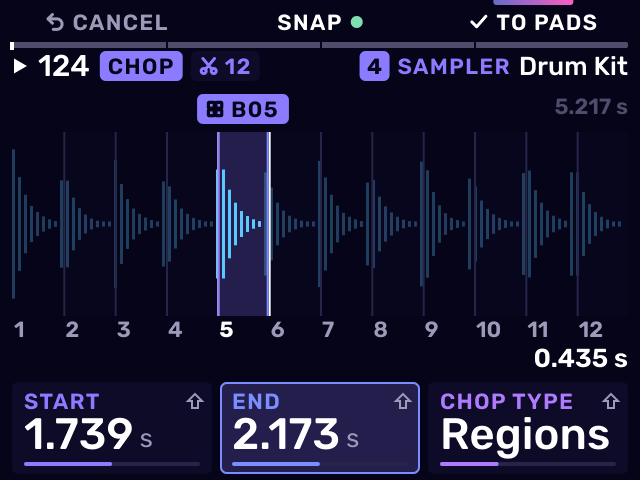 CANCEL SNAP TO PADS
124 CHOP 12 4 SAMPLER Drum Kit
B05 5.217 s
1 2 3 4 5 6 7 8 9 10 11 12
0.435 s
START END CHOP TYPE
1.739 s 2.173 s Regions